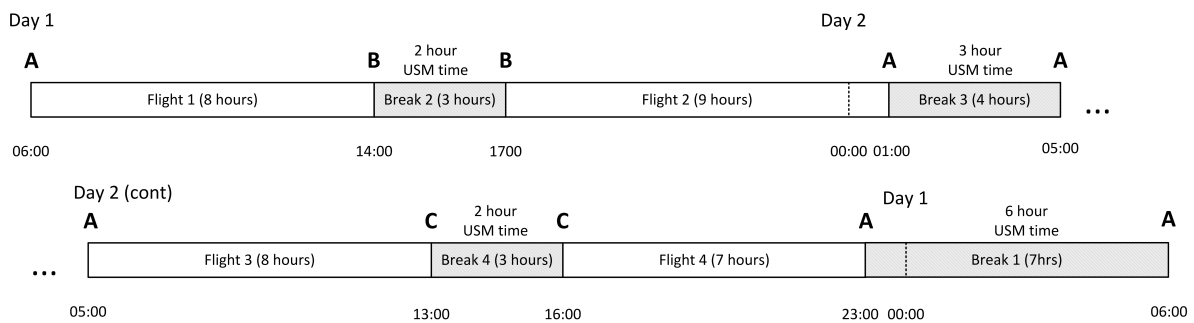 Day 1
Day 2
A
B
2 hour
USM time
B
A
3 hour
USM time
A
Flight 1 (8 hours)
Break 2 (3 hours)
Flight 2 (9 hours)
Break 3 (4 hours)
...
06:00
14:00
1700
00:00
01:00
05:00
Day 2 (cont)
Day 1
A
C
2 hour
USM time
C
A
6 hour
USM time
A
...
Flight 3 (8 hours)
Break 4 (3 hours)
Flight 4 (7 hours)
Break 1 (7hrs)
05:00
13:00
16:00
23:00
00:00
06:00